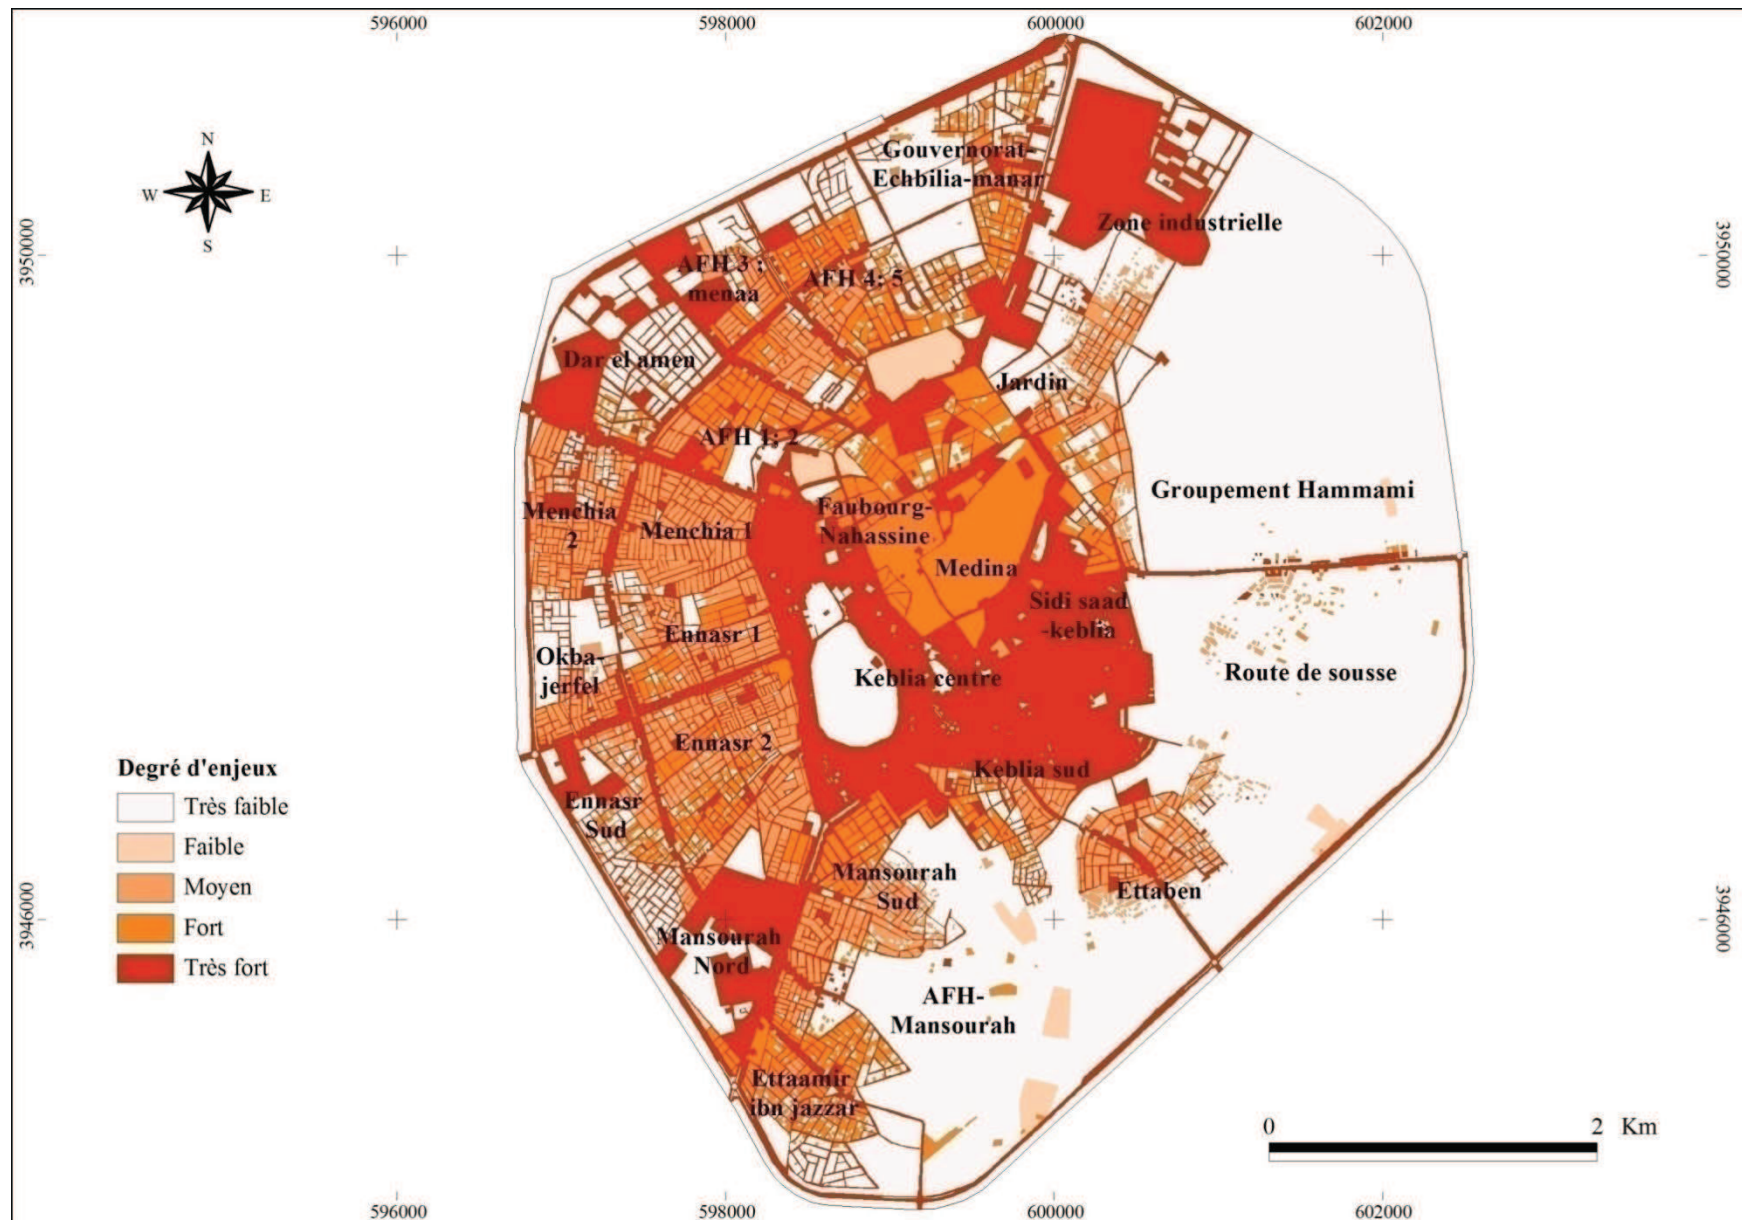 596000 598000 600000 602000
N
W E
S
3950000
3950000
Gouvernorat-
Echbilia-manar
Zone industrielle
AFH 3 ;
menaa
AFH 4; 5
Dar el amen
Jardin
AFH 1; 2
Groupement Hammami
Menchia
2
Menchia 1
Faubourg-
Nahassine
Medina
Sidi saad
-keblia
Ennasr 1
Okba-
jerfel
Keblia centre
Route de sousse
Ennasr 2
Keblia sud
Ennasr
Sud
Mansourah
Sud
Ettaben
Mansourah
Nord
AFH-
Mansourah
Ettaamir
ibn jazzar
Degré d'enjeux
Très faible
Faible
Moyen
Fort
Très fort
3946000
3946000
0 2 Km
596000 598000 600000 602000